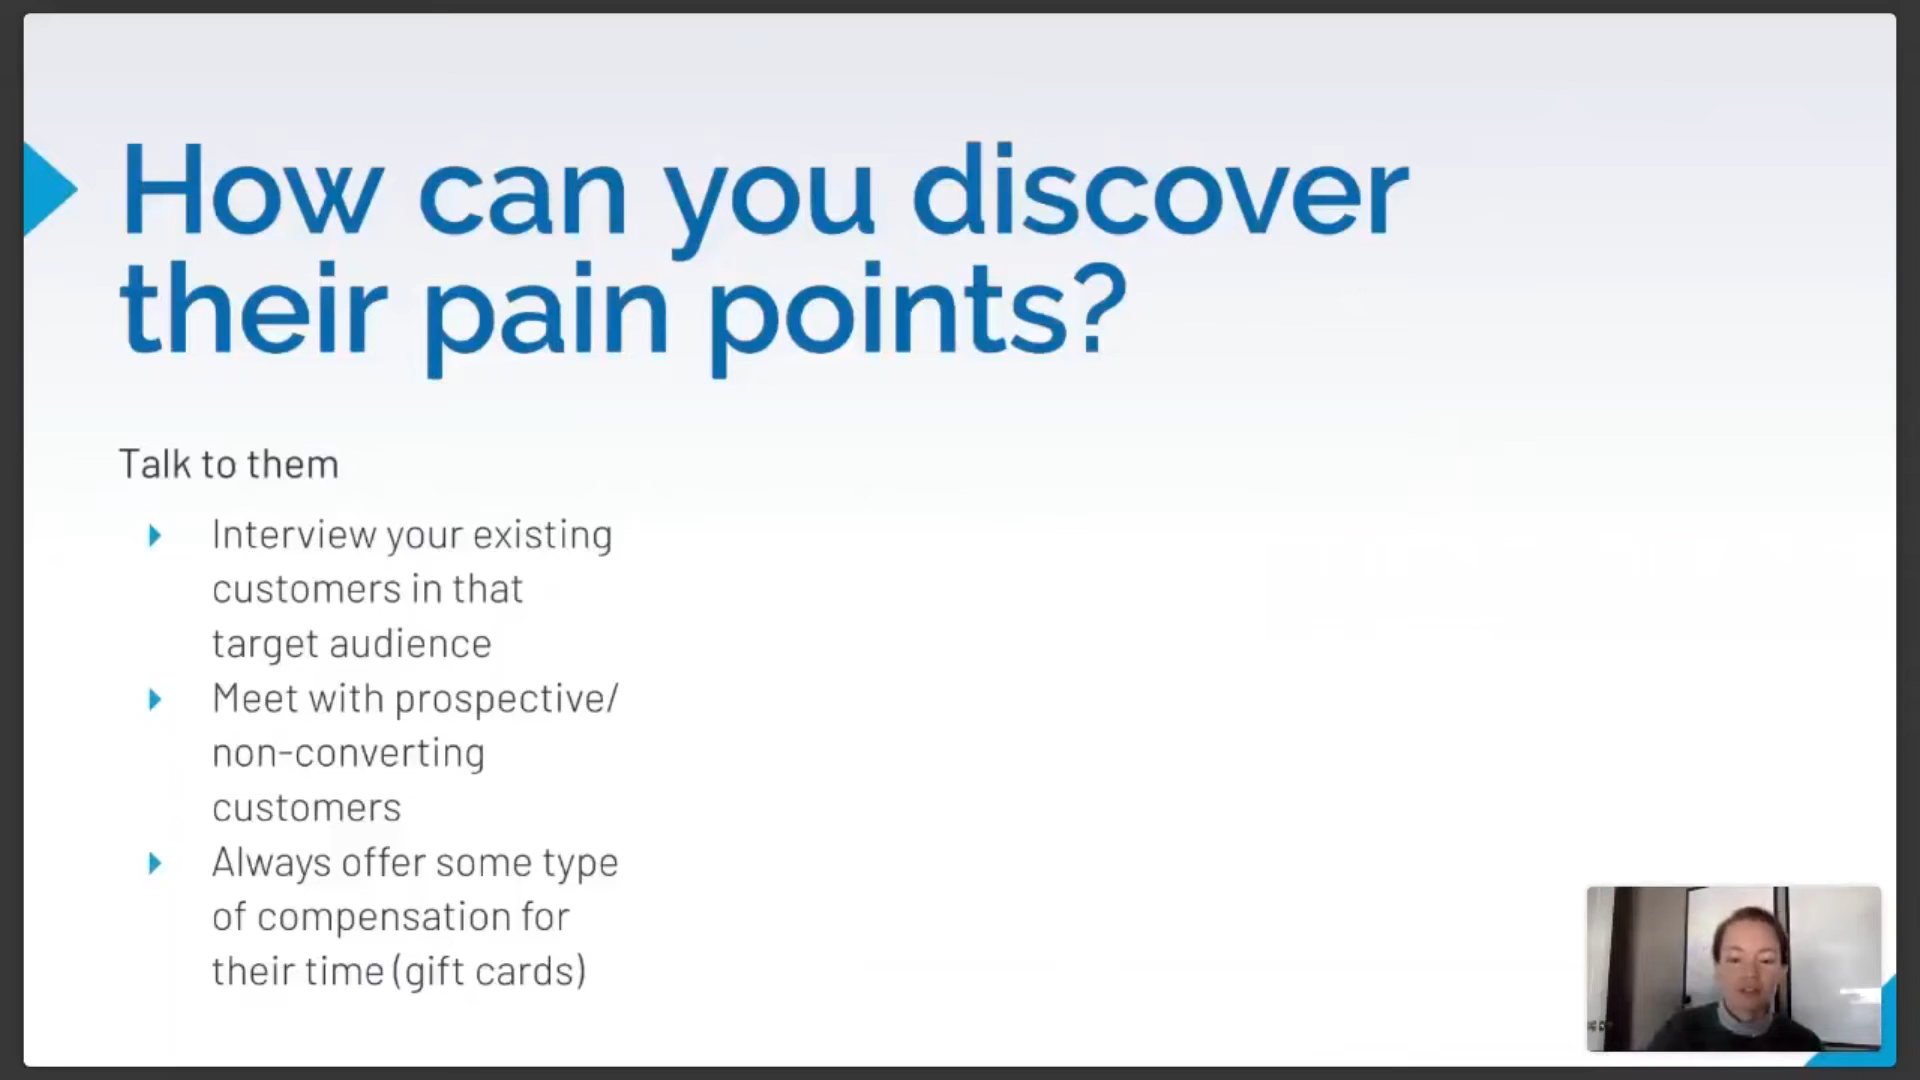 How can you discover
their pain points?
Talk to them
Interview your existing
customers in that
target audience
Meet with prospective/
non-converting
customers
Always offer some type
of compensation for
their time (gift cards)